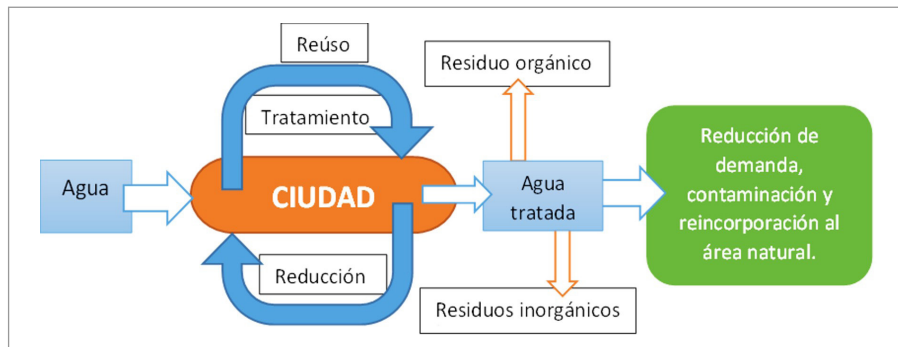 Reúso
Residuo orgánico
Tratamiento
Agua
CIUDAD
Agua
tratada
Reducción de
demanda,
contaminación y
reincorporación al
área natural.
Reducción
Residuos inorgánicos